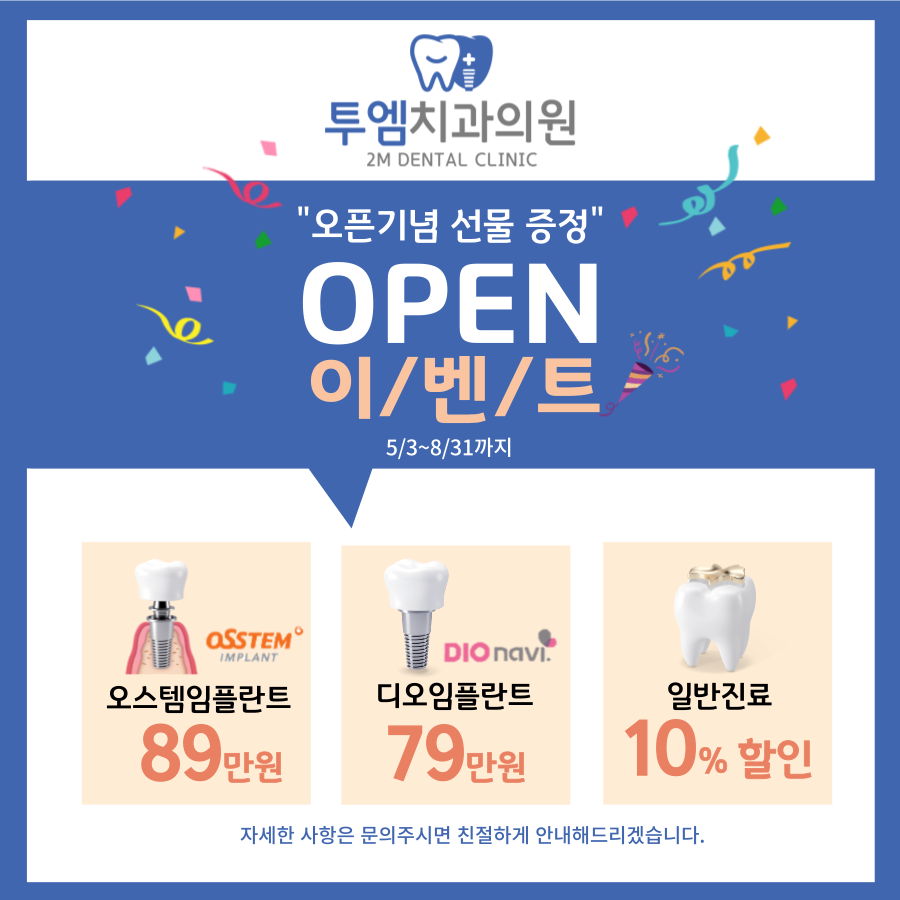 투엠치과의원
2M DENTAL CLINIC
"오픈기념 선물 증정"
OPEN
이/벤/트
5/3~8/31까지
OSSTEM
IMPLANT
오스템임플란트
89만원
DIO navi.
디오임플란트
79만원
일반진료
10% 할인
자세한 사항은 문의주시면 친절하게 안내해드리겠습니다.